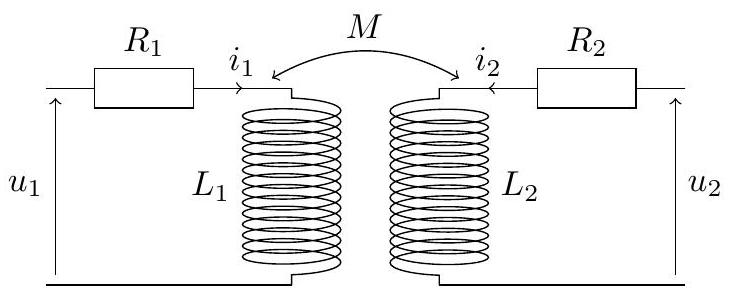 M
R₁
R₂
i₁
i₂
u₁
L₁
L₂
u₂